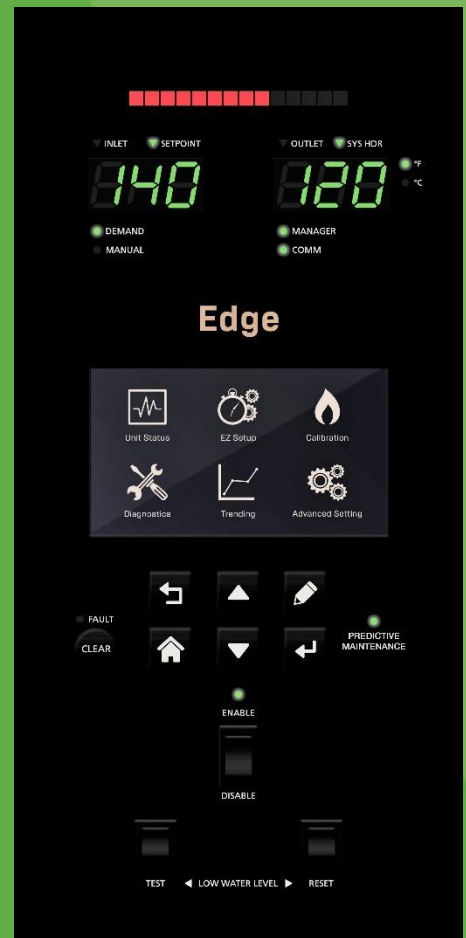 INLET SETPOINT OUTLET SYS HDR
140 120 °F
°C
DEMAND MANAGER
MANUAL COMM
Edge
Unit Status EZ Setup Calibration
Diagnostics Trending Advanced Setting
FAULT
CLEAR
PREDICTIVE
MAINTENANCE
ENABLE
DISABLE
TEST LOW WATER LEVEL RESET